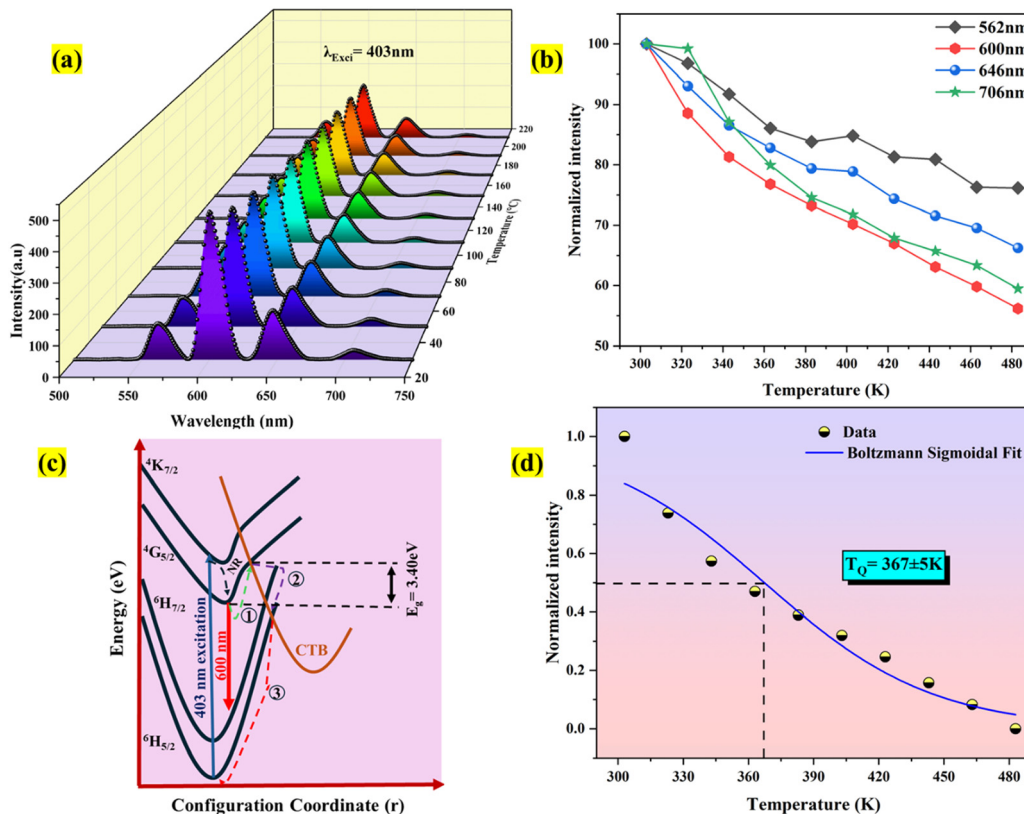 (a)
λExci= 403nm
Intensity(a.u)
500
400
300
200
100
0
500
550
600
650
700
750
Wavelength (nm)
20
40
60
80
100
120
140
160
180
200
220
Temperature (°C)
(b)
562nm
600nm
646nm
706nm
Normalized intensity
100
90
80
70
60
50
300 320 340 360 380 400 420 440 460 480
Temperature (K)
(c)
⁴K₇/₂
⁴G₅/₂
⁶H₇/₂
⁶H₅/₂
Energy (eV)
403 nm excitation
600 nm
NR
①
②
③
CTB
Eg = 3.40eV
Configuration Coordinate (r)
(d)
Data
Boltzmann Sigmoidal Fit
TQ= 367±5K
Normalized intensity
1.0
0.8
0.6
0.4
0.2
0.0
300 330 360 390 420 450 480
Temperature (K)